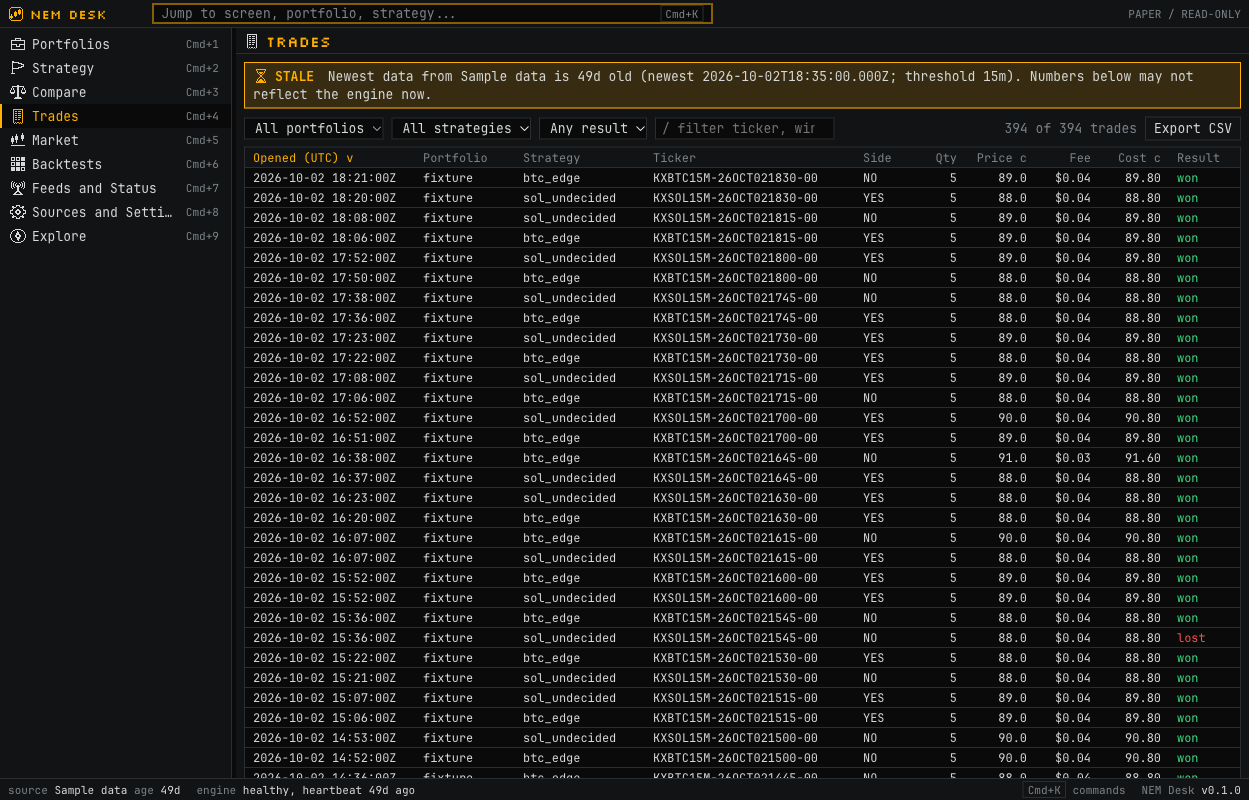 NEM DESK
Jump to screen, portfolio, strategy...
Cmd+K
PAPER / READ-ONLY
Portfolios Cmd+1
Strategy Cmd+2
Compare Cmd+3
Trades Cmd+4
Market Cmd+5
Backtests Cmd+6
Feeds and Status Cmd+7
Sources and Setti… Cmd+8
Explore Cmd+9
TRADES
STALE Newest data from Sample data is 49d old (newest 2026-10-02T18:35:00.000Z; threshold 15m). Numbers below may not
reflect the engine now.
All portfolios All strategies Any result / filter ticker, wir 394 of 394 trades Export CSV
Opened (UTC) v Portfolio Strategy Ticker Side Qty Price c Fee Cost c Result
2026-10-02 18:21:00Z fixture btc_edge KXBTC15M-26OCT021830-00 NO 5 89.0 $0.04 89.80 won
2026-10-02 18:20:00Z fixture sol_undecided KXSOL15M-26OCT021830-00 YES 5 88.0 $0.04 88.80 won
2026-10-02 18:08:00Z fixture sol_undecided KXSOL15M-26OCT021815-00 NO 5 89.0 $0.04 89.80 won
2026-10-02 18:06:00Z fixture btc_edge KXBTC15M-26OCT021815-00 YES 5 89.0 $0.04 89.80 won
2026-10-02 17:52:00Z fixture sol_undecided KXSOL15M-26OCT021800-00 YES 5 89.0 $0.04 89.80 won
2026-10-02 17:50:00Z fixture btc_edge KXBTC15M-26OCT021800-00 NO 5 88.0 $0.04 88.80 won
2026-10-02 17:38:00Z fixture sol_undecided KXSOL15M-26OCT021745-00 NO 5 88.0 $0.04 88.80 won
2026-10-02 17:36:00Z fixture btc_edge KXBTC15M-26OCT021745-00 YES 5 88.0 $0.04 88.80 won
2026-10-02 17:23:00Z fixture sol_undecided KXSOL15M-26OCT021730-00 YES 5 89.0 $0.04 89.80 won
2026-10-02 17:22:00Z fixture btc_edge KXBTC15M-26OCT021730-00 YES 5 88.0 $0.04 88.80 won
2026-10-02 17:08:00Z fixture sol_undecided KXSOL15M-26OCT021715-00 YES 5 89.0 $0.04 89.80 won
2026-10-02 17:06:00Z fixture btc_edge KXBTC15M-26OCT021715-00 NO 5 88.0 $0.04 88.80 won
2026-10-02 16:52:00Z fixture sol_undecided KXSOL15M-26OCT021700-00 YES 5 90.0 $0.04 90.80 won
2026-10-02 16:51:00Z fixture btc_edge KXBTC15M-26OCT021700-00 YES 5 89.0 $0.04 89.80 won
2026-10-02 16:38:00Z fixture btc_edge KXBTC15M-26OCT021645-00 NO 5 91.0 $0.03 91.60 won
2026-10-02 16:37:00Z fixture sol_undecided KXSOL15M-26OCT021645-00 YES 5 88.0 $0.04 88.80 won
2026-10-02 16:23:00Z fixture sol_undecided KXSOL15M-26OCT021630-00 YES 5 88.0 $0.04 88.80 won
2026-10-02 16:20:00Z fixture btc_edge KXBTC15M-26OCT021630-00 YES 5 88.0 $0.04 88.80 won
2026-10-02 16:07:00Z fixture btc_edge KXBTC15M-26OCT021615-00 NO 5 90.0 $0.04 90.80 won
2026-10-02 16:07:00Z fixture sol_undecided KXSOL15M-26OCT021615-00 YES 5 88.0 $0.04 88.80 won
2026-10-02 15:52:00Z fixture btc_edge KXBTC15M-26OCT021600-00 YES 5 89.0 $0.04 89.80 won
2026-10-02 15:52:00Z fixture sol_undecided KXSOL15M-26OCT021600-00 YES 5 89.0 $0.04 89.80 won
2026-10-02 15:36:00Z fixture btc_edge KXBTC15M-26OCT021545-00 NO 5 88.0 $0.04 88.80 won
2026-10-02 15:36:00Z fixture sol_undecided KXSOL15M-26OCT021545-00 NO 5 88.0 $0.04 88.80 lost
2026-10-02 15:22:00Z fixture btc_edge KXBTC15M-26OCT021530-00 YES 5 88.0 $0.04 88.80 won
2026-10-02 15:21:00Z fixture sol_undecided KXSOL15M-26OCT021530-00 NO 5 88.0 $0.04 88.80 won
2026-10-02 15:07:00Z fixture sol_undecided KXSOL15M-26OCT021515-00 YES 5 89.0 $0.04 89.80 won
2026-10-02 15:06:00Z fixture btc_edge KXBTC15M-26OCT021515-00 YES 5 89.0 $0.04 89.80 won
2026-10-02 14:53:00Z fixture sol_undecided KXSOL15M-26OCT021500-00 NO 5 90.0 $0.04 90.80 won
2026-10-02 14:52:00Z fixture btc_edge KXBTC15M-26OCT021500-00 NO 5 90.0 $0.04 90.80 won
2026-10-02 14:36:00Z fixture btc_edge KXBTC15M-26OCT021445-00 NO 5 88.0 $0.04 88.80 won
source Sample data age 49d engine healthy, heartbeat 49d ago Cmd+K commands NEM Desk v0.1.0